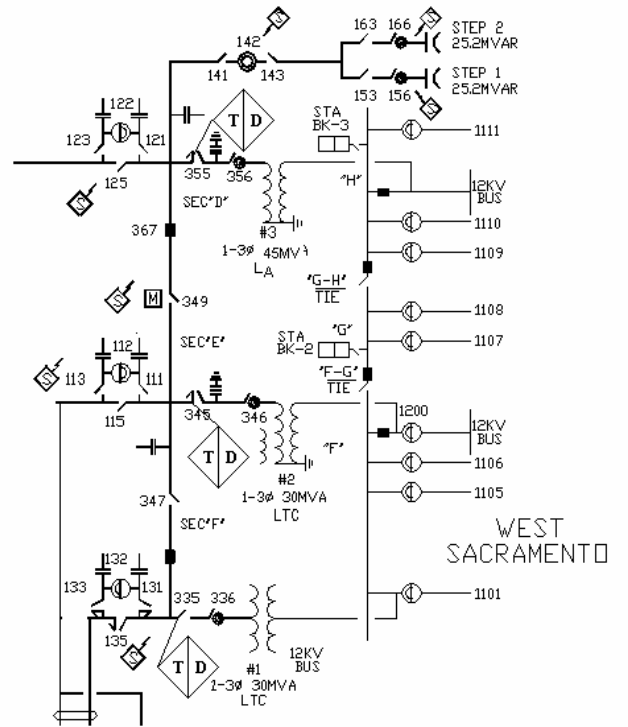 163 166
STEP 2
25.2MVAR
142
141 143
153 156
STEP 1
25.2MVAR
S
S
S
STA
BK-3
1111
122
123 121
125
S
T D
355 356
SEC"D"
"H"
12KV
BUS
367
#3
1-3Ø 45MV
LA
1110
1109
"G-H"
TIE
S M 349
1108
STA "G"
BK-2
1107
SEC"E"
112
113 111
115
S
"F-G"
TIE
345 346
1200
12KV
BUS
T D
"F"
#2
1-3Ø 30MVA
LTC
1106
1105
347
SEC"F"
WEST
SACRAMENTO
132
133 131
135
S
335 336
1101
T D
#1
2-3Ø 30MVA
LTC
12KV
BUS